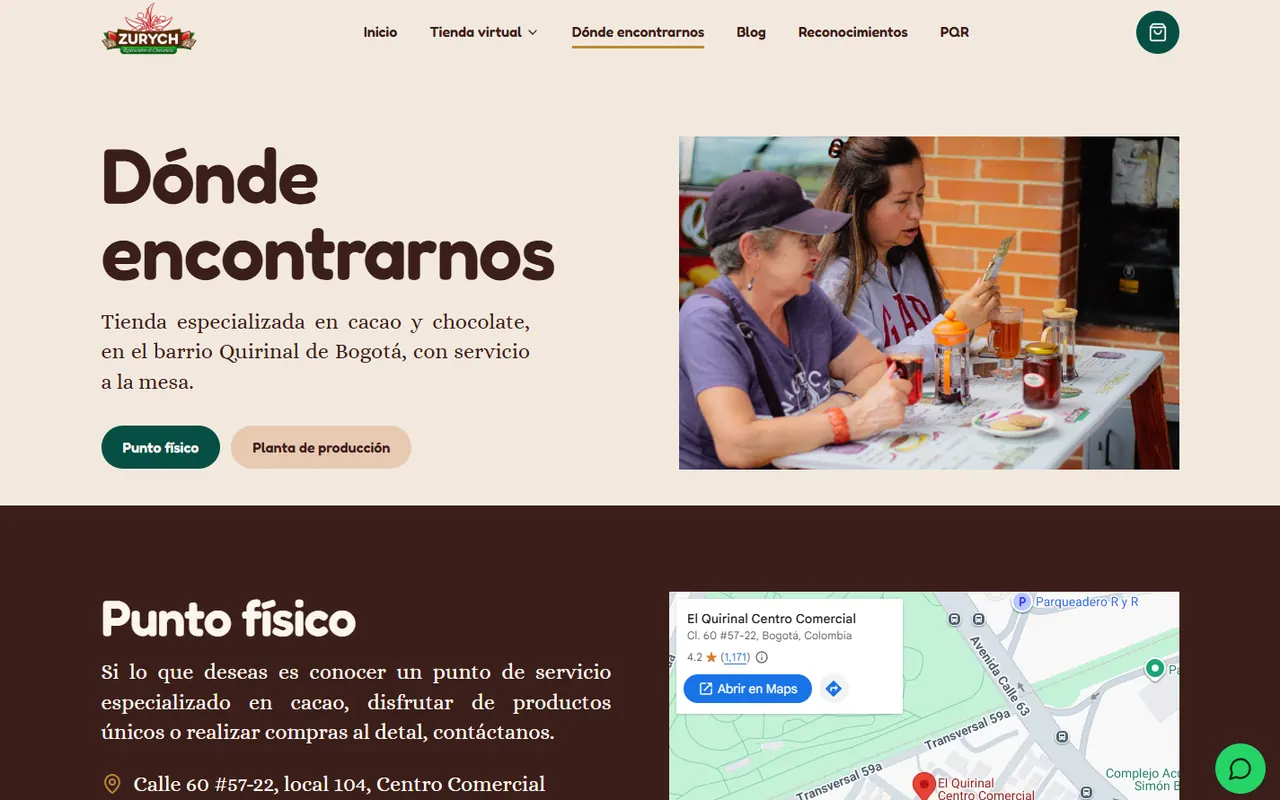 ZURYCH
Inicio
Tienda virtual
Dónde encontrarnos
Blog
Reconocimientos
PQR
Dónde
encontrarnos
Tienda especializada en cacao y chocolate,
en el barrio Quirinal de Bogotá, con servicio
a la mesa.
Punto físico
Planta de producción
GAP
Punto físico
Si lo que deseas es conocer un punto de servicio
especializado en cacao, disfrutar de productos
únicos o realizar compras al detal, contáctanos.
Calle 60 #57-22, local 104, Centro Comercial
El Quirinal Centro Comercial
Cl. 60 #57-22, Bogotá, Colombia
4.2 ★ (1,171)
Abrir en Maps
P Parqueadero R y R
Avenida Calle 63
Pa
Transversal 59a
Transversal 59a
El Quirinal
Centro Comercial
Complejo Acu
Simón B